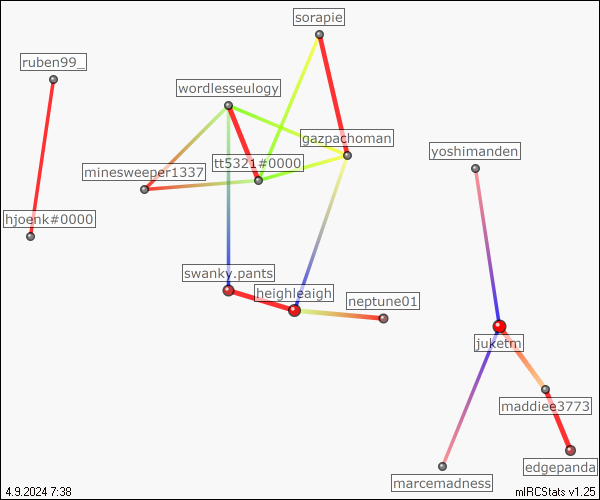 sorapie
ruben99_
wordlesseulogy
gazpachoman
yoshimanden
tt5321#0000
minesweeper1337
hjoenk#0000
swanky.pants
heighleaigh
neptune01
juketm
maddiee3773
edgepanda
marcemadness
4.9.2024 7:38
mIRCStats v1.25